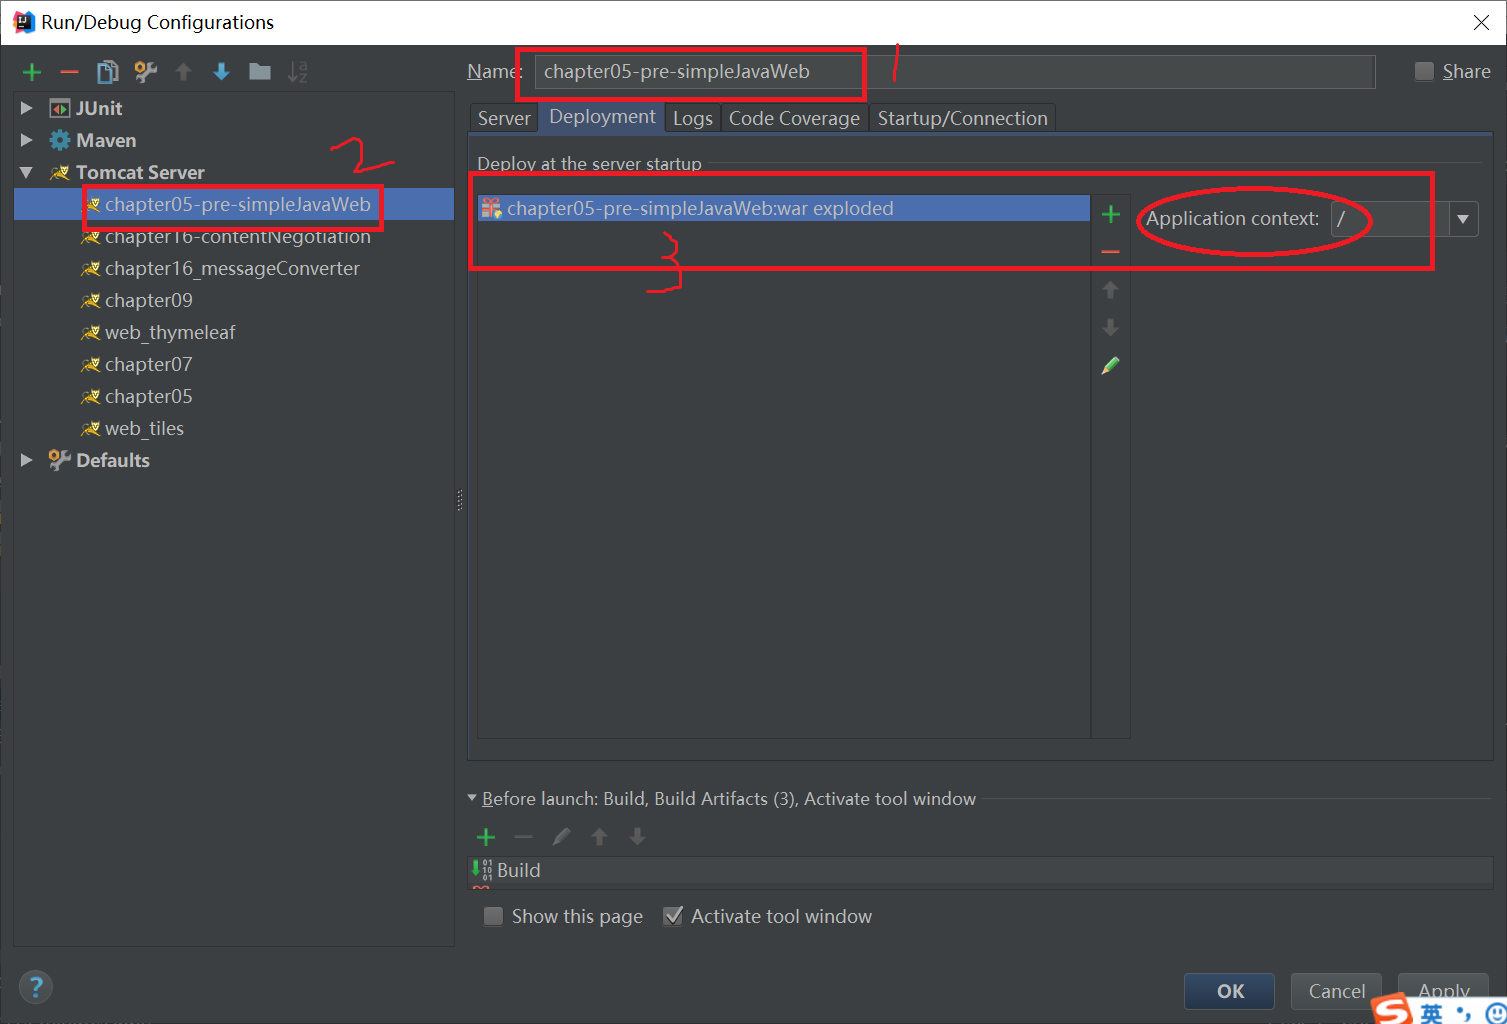 Run/Debug Configurations
Name: chapter05-pre-simpleJavaWeb
1
Share
JUnit
Maven
Tomcat Server
2
chapter05-pre-simpleJavaWeb
chapter16-contentNegotiation
chapter16_messageConverter
chapter09
web_thymeleaf
chapter07
chapter05
web_tiles
Defaults
Server Deployment Logs Code Coverage Startup/Connection
Deploy at the server startup
chapter05-pre-simpleJavaWeb:war exploded
3
Application context: /
Before launch: Build, Build Artifacts (3), Activate tool window
Build
Show this page Activate tool window
?
OK Cancel Apply
S 英